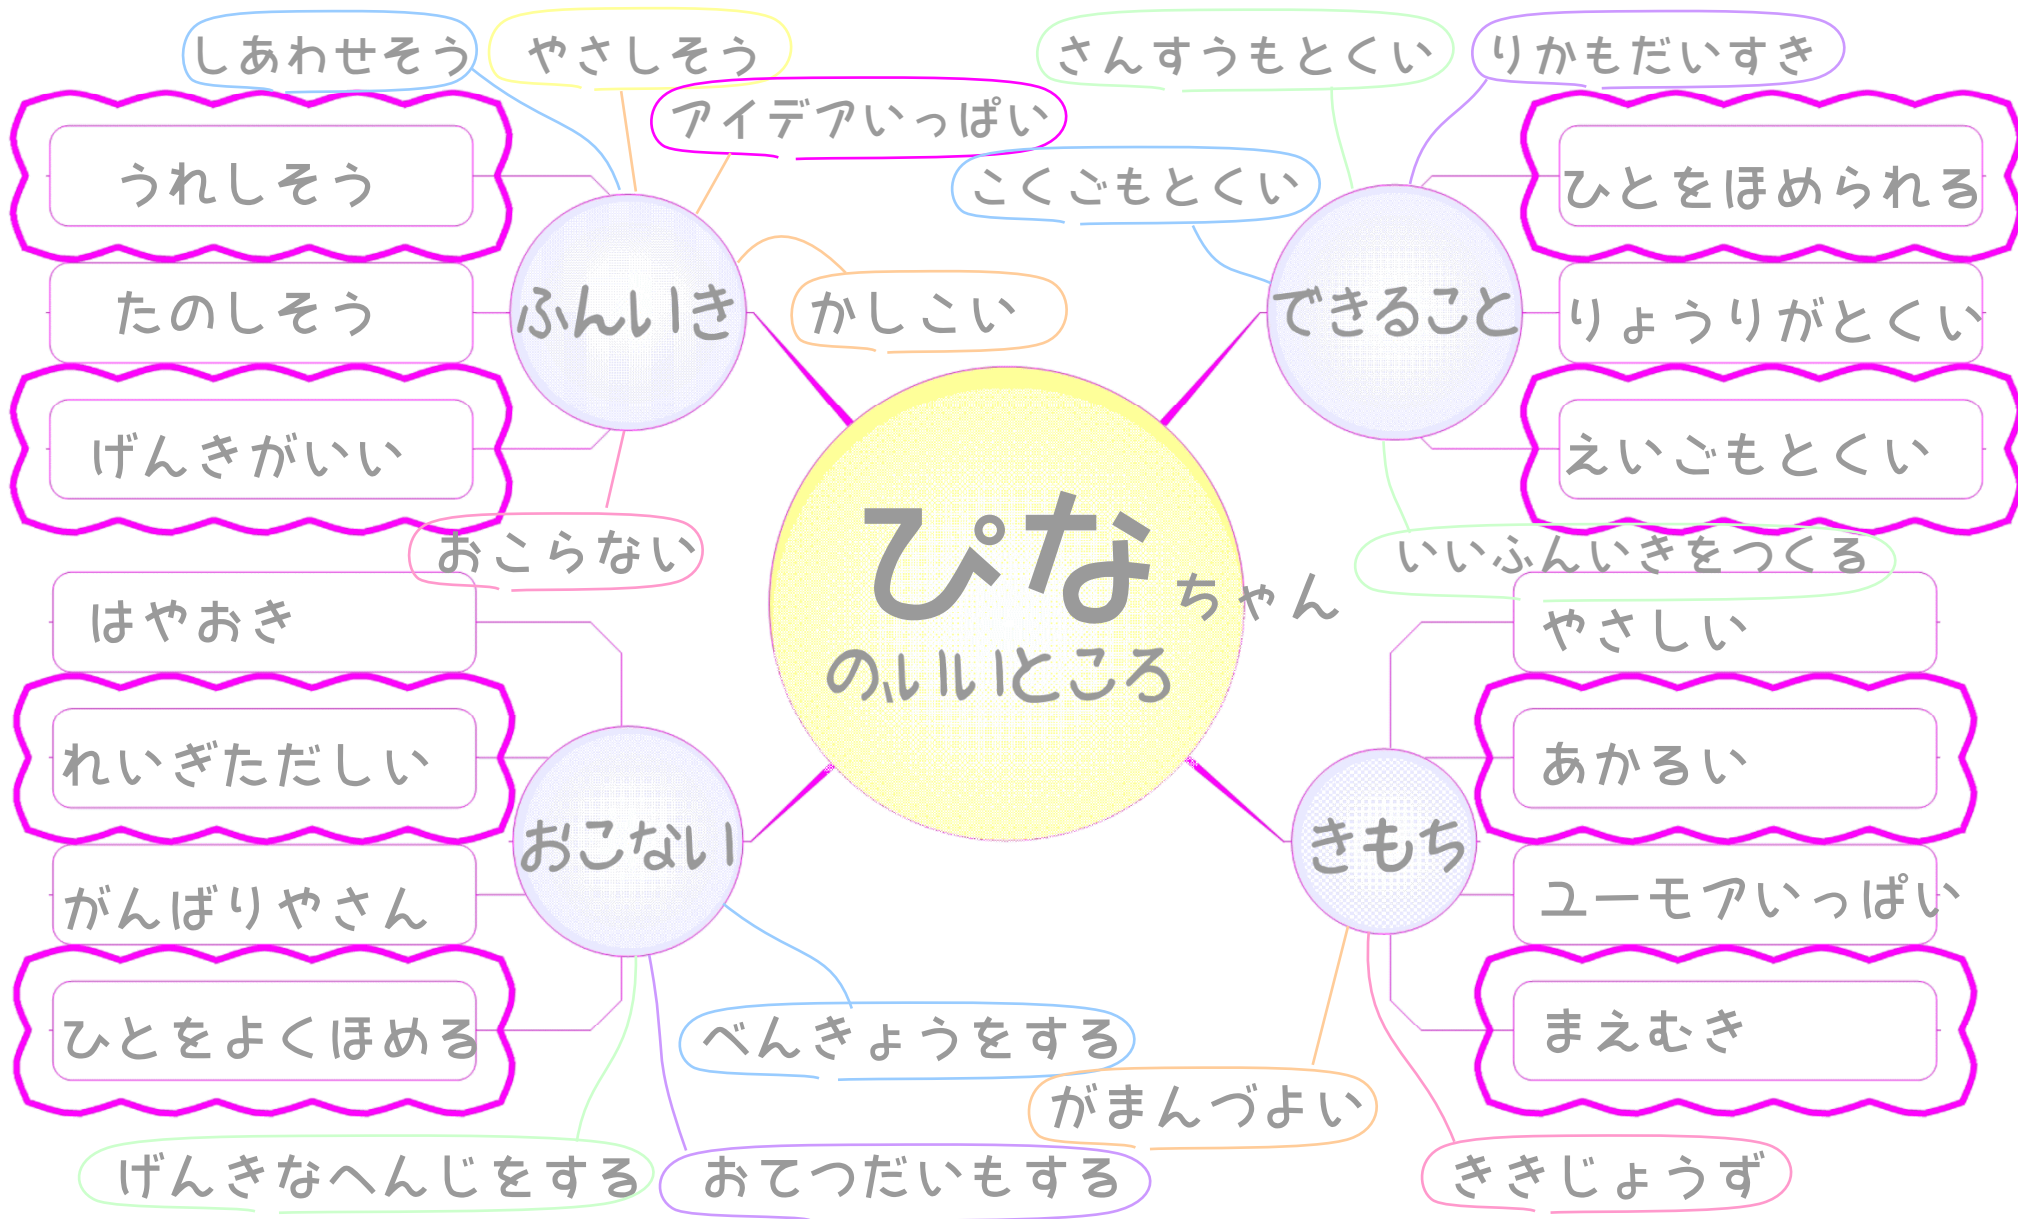 しあわせそう
やさしそう
アイデアいっぱい
うれしそう
たのしそう
げんきがいい
ふんいき
かしこい
おこらない
さんすうもとくい
りかもだいすき
こくごもとくい
ひとをほめられる
できること
りょうりがとくい
えいごもとくい
いいふんいきをつくる
ぴなちゃん
のいいところ
はやおき
れいぎただしい
おこない
がんばりやさん
ひとをよくほめる
べんきょうをする
げんきなへんじをする
おてつだいもする
やさしい
あかるい
きもち
ユーモアいっぱい
まえむき
がまんづよい
ききじょうず